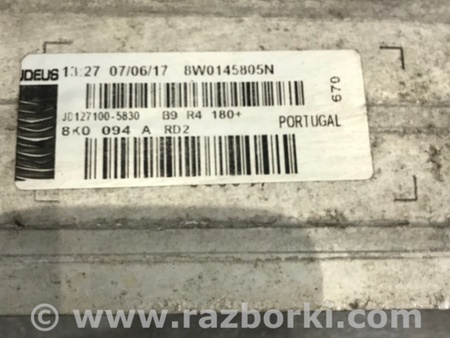 JDEUS 13:27 07/06/17 8W0145805N
JD127100-5830 B9 R4 180+
8K0 094 A RD2
PORTUGAL
670
© www.razborki.com